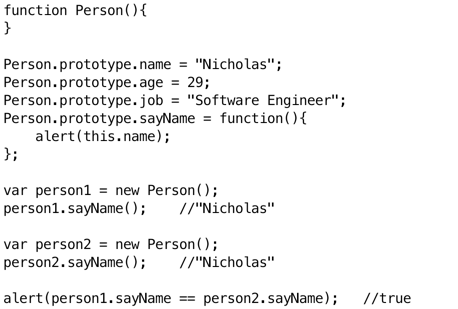 function Person(){
}
Person.prototype.name = "Nicholas";
Person.prototype.age = 29;
Person.prototype.job = "Software Engineer";
Person.prototype.sayName = function(){
    alert(this.name);
};
var person1 = new Person();
person1.sayName();    //"Nicholas"
var person2 = new Person();
person2.sayName();    //"Nicholas"
alert(person1.sayName == person2.sayName);   //true